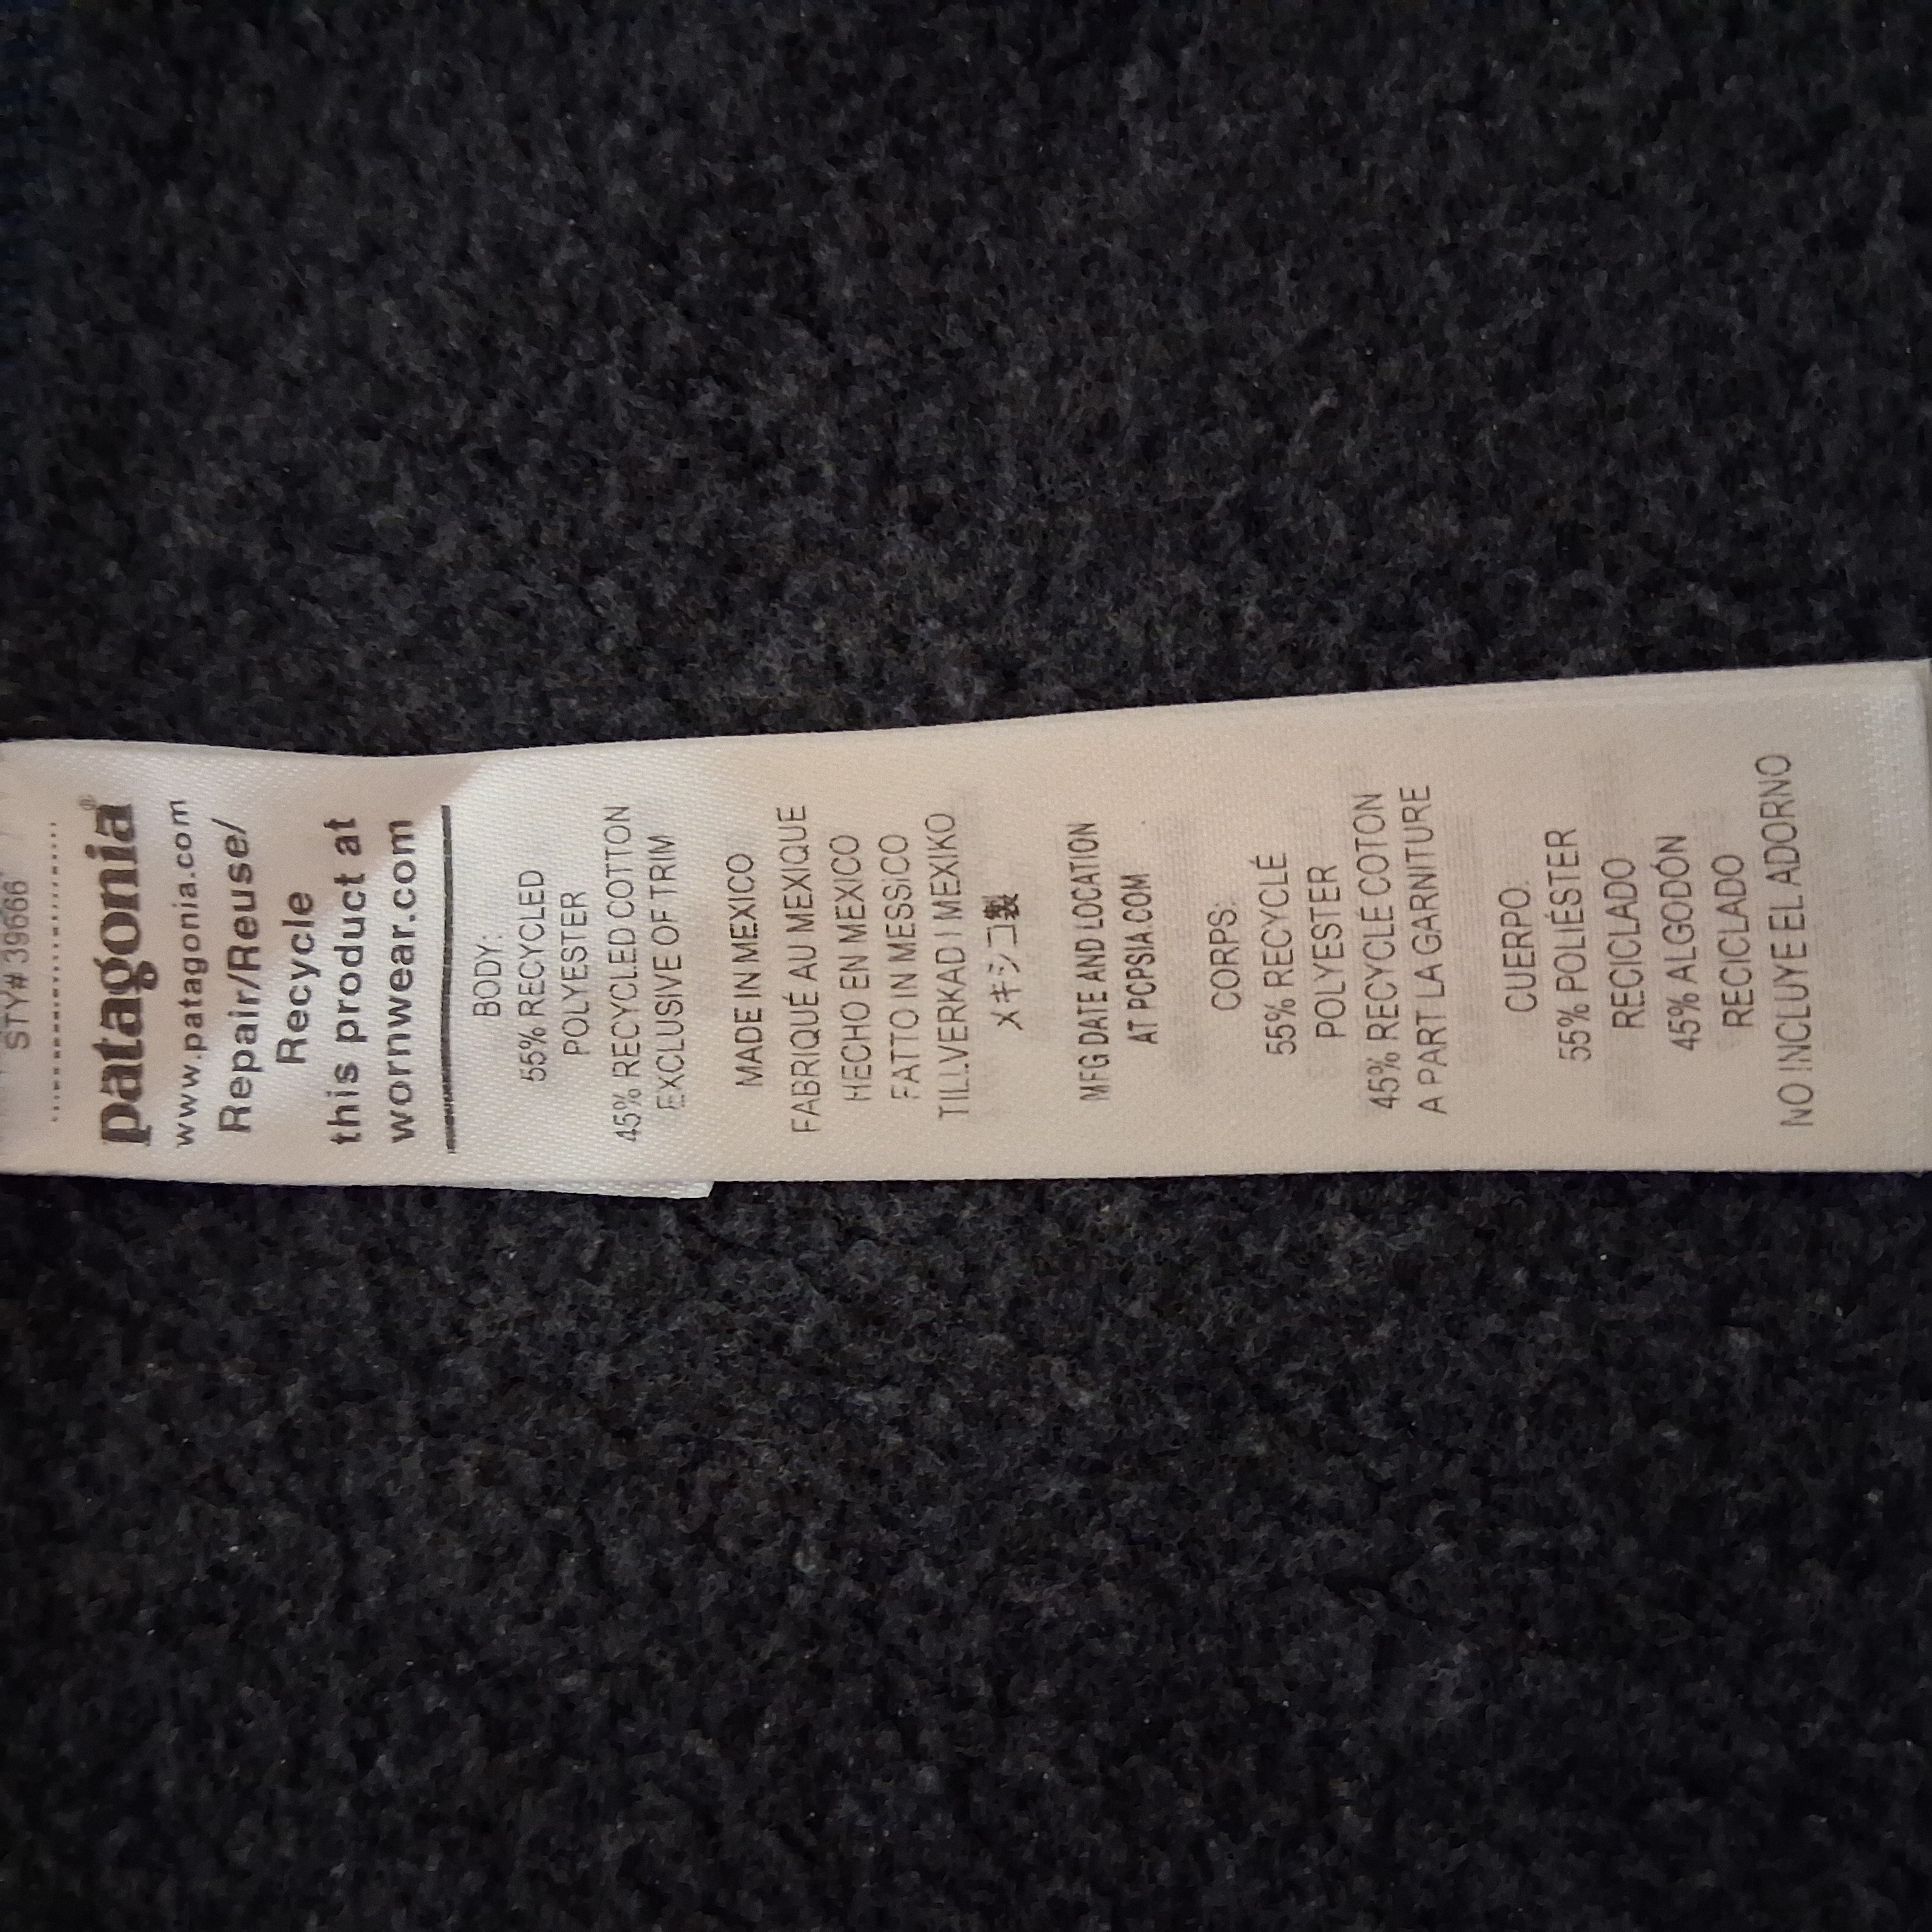 STY# 39666
patagonia®
www.patagonia.com
Repair/Reuse/
Recycle
this product at
wornwear.com
BODY:
55% RECYCLED
POLYESTER
45% RECYCLED COTTON
EXCLUSIVE OF TRIM
MADE IN MEXICO
FABRIQUÉ AU MEXIQUE
HECHO EN MEXICO
FATTO IN MESSICO
TILLVERKAD I MEXIKO
メキシコ製
MFG DATE AND LOCATION
AT PCPSIA.COM
CORPS:
55% RECYCLÉ
POLYESTER
45% RECYCLÉ COTON
A PART LA GARNITURE
CUERPO:
55% POLIÉSTER
RECICLADO
45% ALGODÓN
RECICLADO
NO INCLUYE EL ADORNO